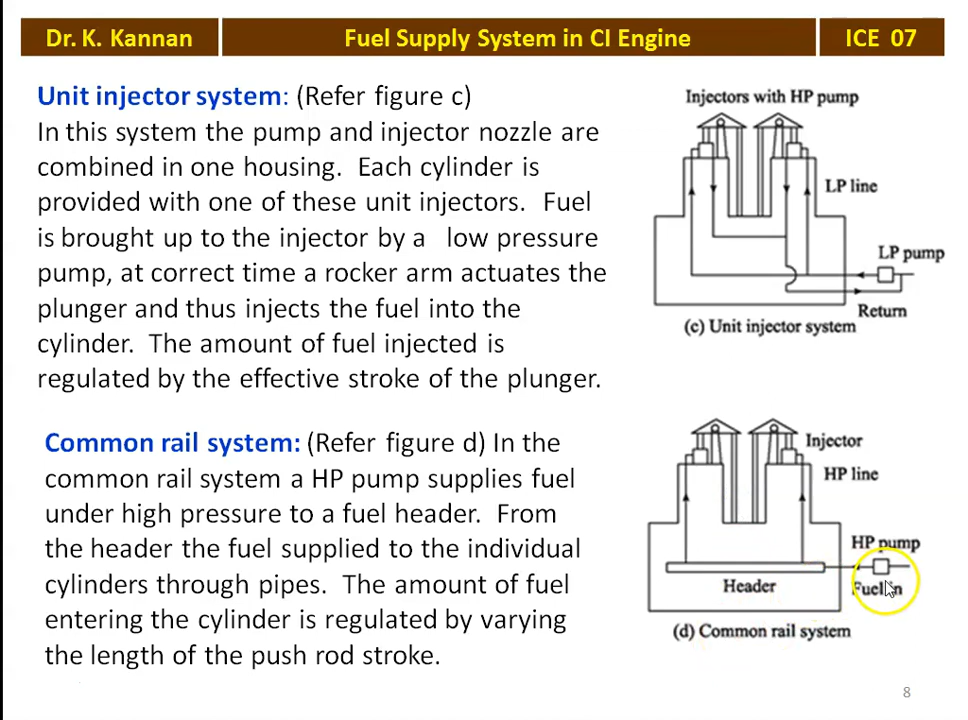 Dr. K. Kannan
Fuel Supply System in CI Engine
ICE 07
Unit injector system: (Refer figure c)
In this system the pump and injector nozzle are
combined in one housing. Each cylinder is
provided with one of these unit injectors. Fuel
is brought up to the injector by a low pressure
pump, at correct time a rocker arm actuates the
plunger and thus injects the fuel into the
cylinder. The amount of fuel injected is
regulated by the effective stroke of the plunger.
Injectors with HP pump
LP line
LP pump
Return
(c) Unit injector system
Common rail system: (Refer figure d) In the
common rail system a HP pump supplies fuel
under high pressure to a fuel header. From
the header the fuel supplied to the individual
cylinders through pipes. The amount of fuel
entering the cylinder is regulated by varying
the length of the push rod stroke.
Injector
HP line
HP pump
Fuel in
Header
(d) Common rail system
8